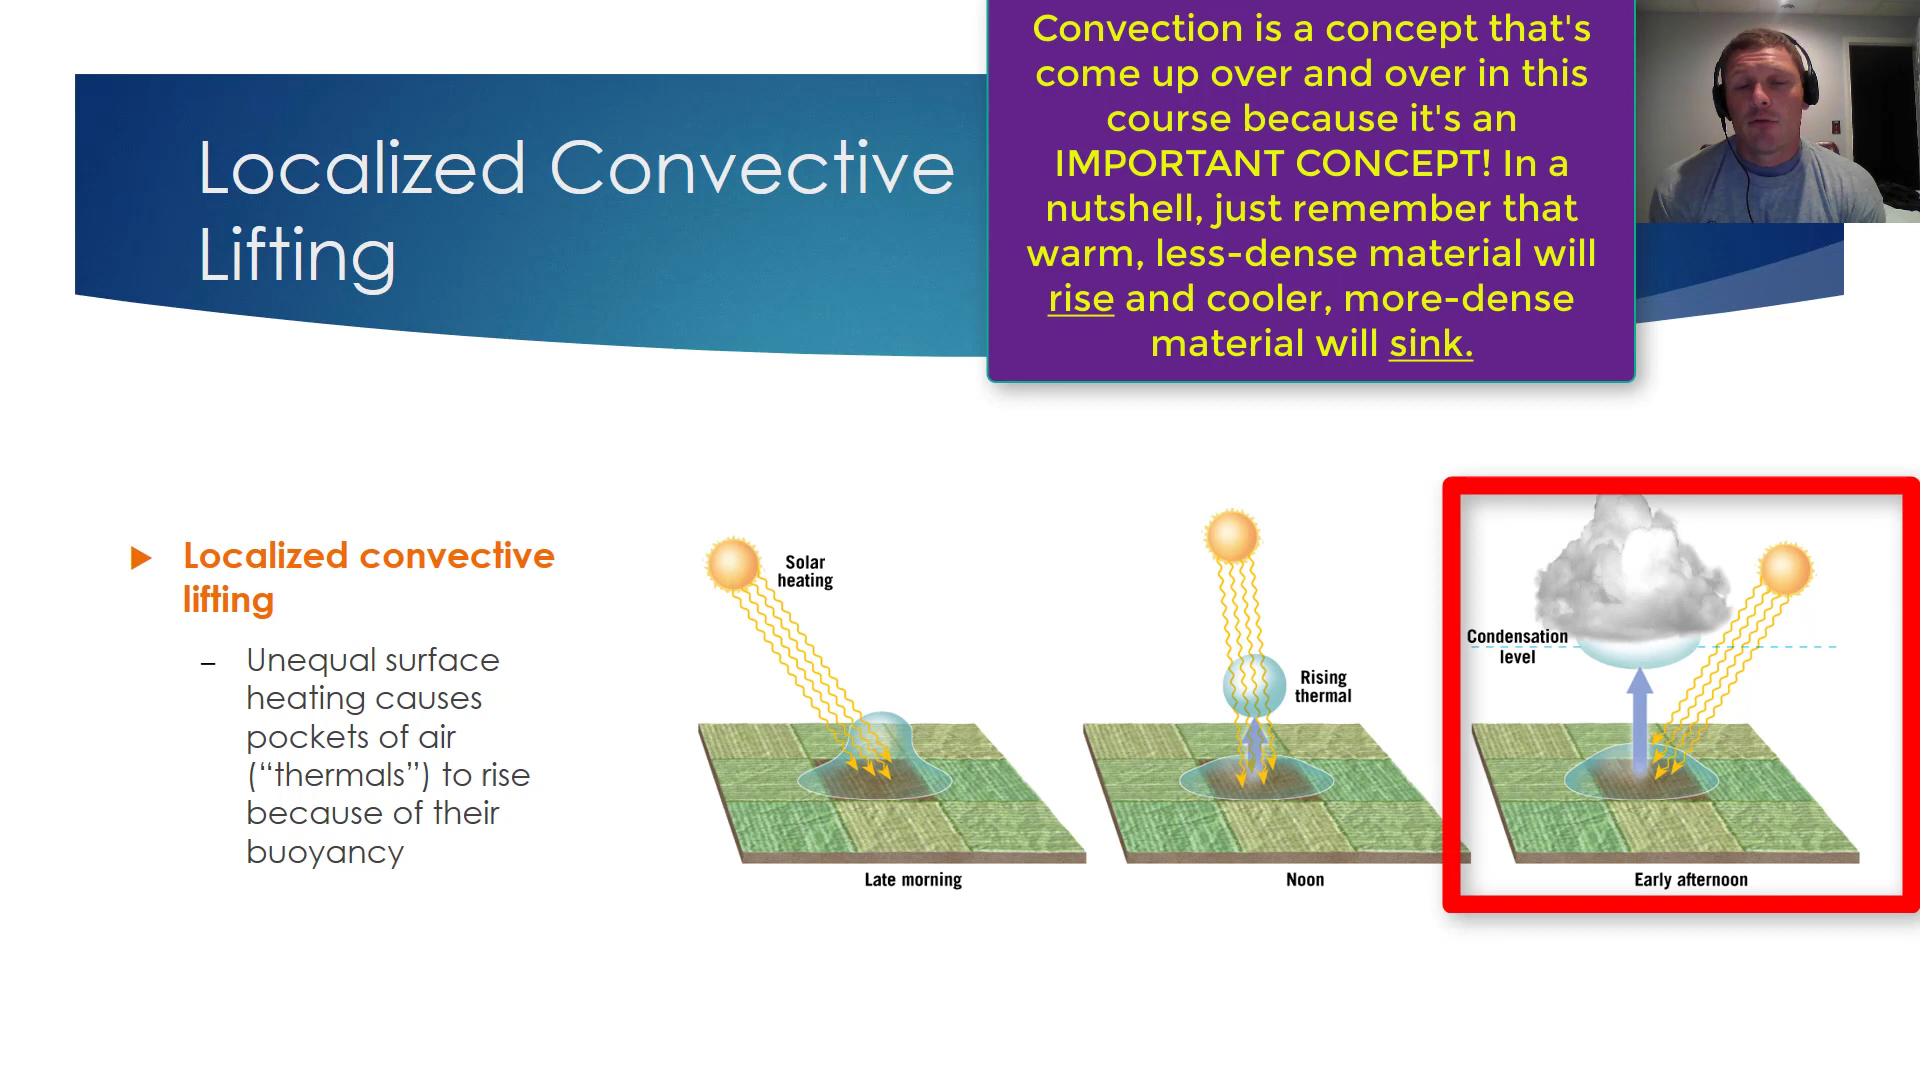 Convection is a concept that's
come up over and over in this
course because it's an
IMPORTANT CONCEPT! In a
nutshell, just remember that
warm, less-dense material will
rise and cooler, more-dense
material will sink.
Localized Convective
Lifting
Localized convective
lifting
– Unequal surface
heating causes
pockets of air
(“thermals”) to rise
because of their
buoyancy
Solar
heating
Late morning
Rising
thermal
Noon
Condensation
level
Early afternoon